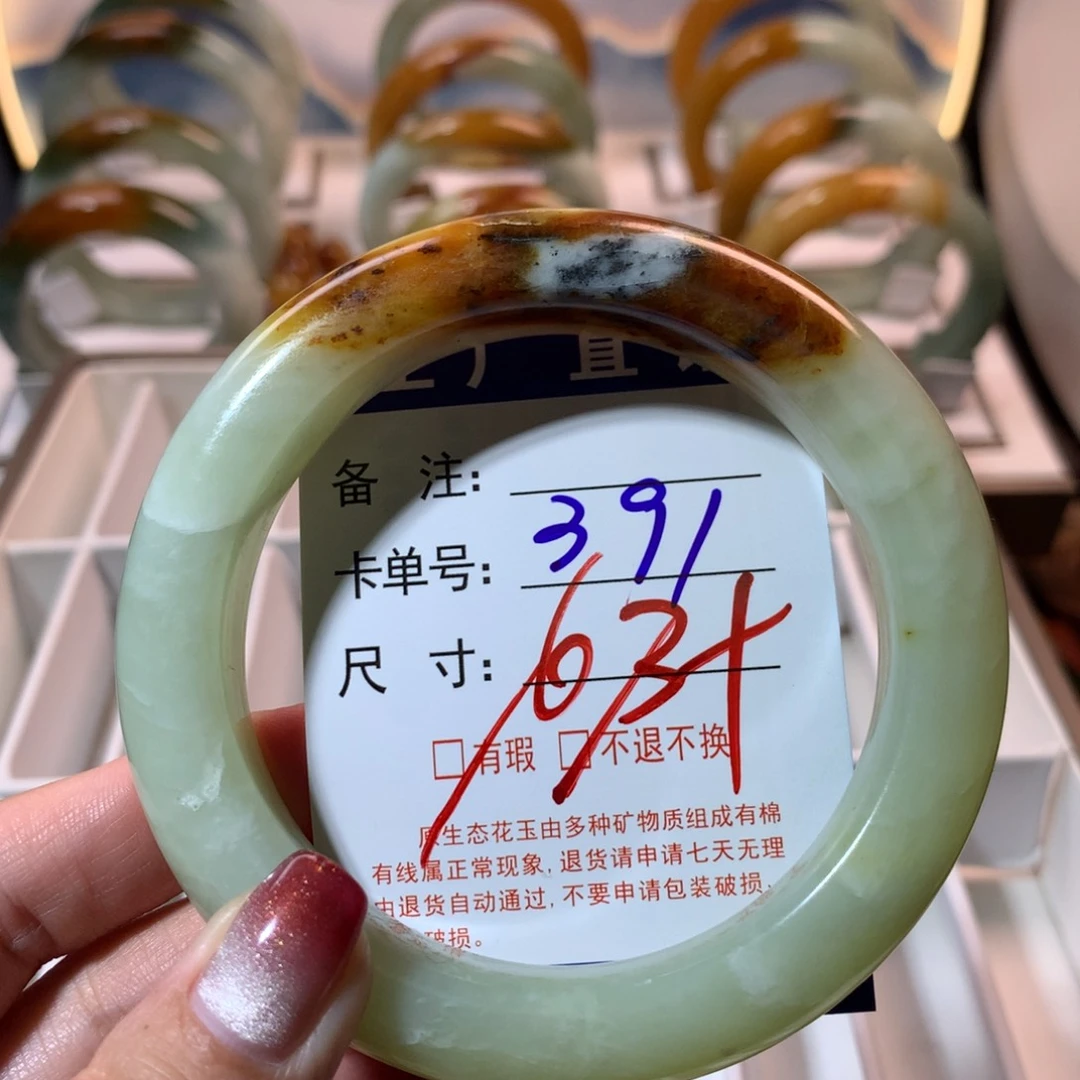 厂直
备 注:
卡单号: 391
尺 寸: 63+
□有瑕 □不退不换
原生态花玉由多种矿物质组成有棉
有线属正常现象,退货请申请七天无理
由退货自动通过,不要申请包装破损,
破损。